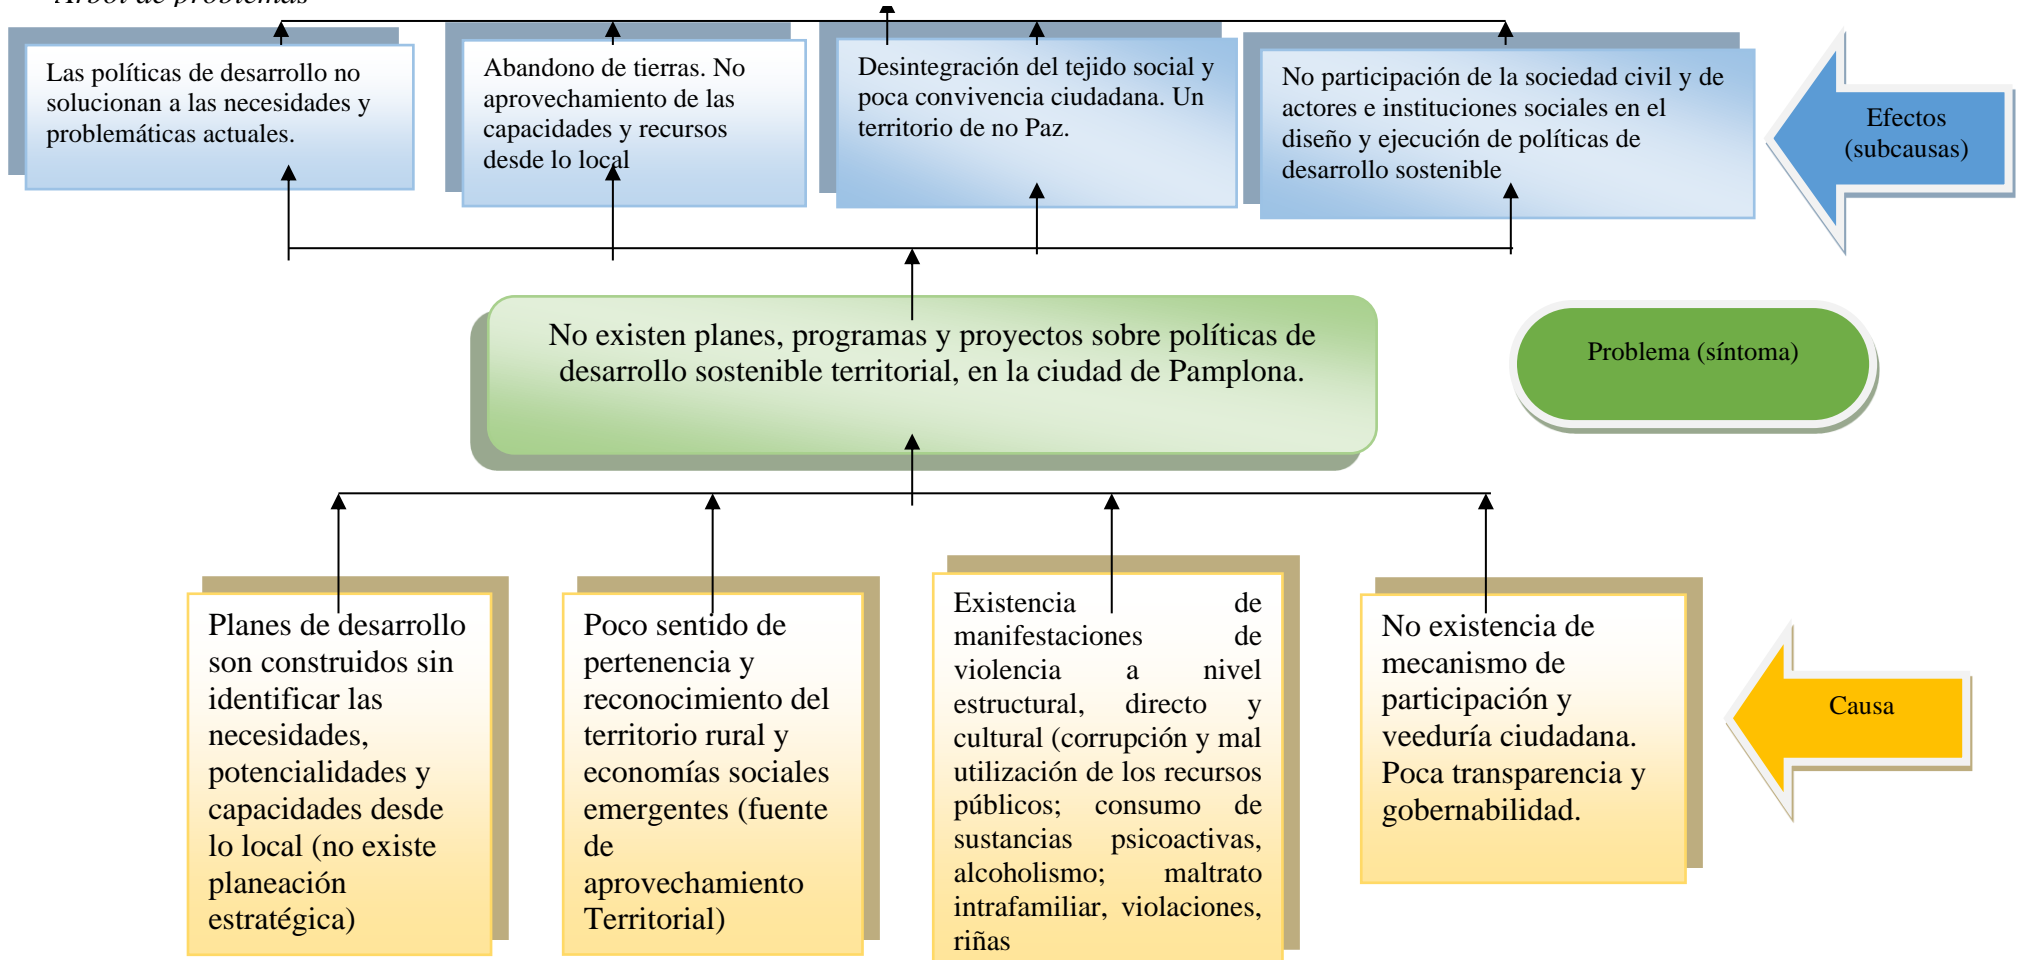 Árbol de problemas
Las políticas de desarrollo no
solucionan a las necesidades y
problemáticas actuales.
Abandono de tierras. No
aprovechamiento de las
capacidades y recursos
desde lo local
Desintegración del tejido social y
poca convivencia ciudadana. Un
territorio de no Paz.
No participación de la sociedad civil y de
actores e instituciones sociales en el
diseño y ejecución de políticas de
desarrollo sostenible
Efectos
(subcausas)
No existen planes, programas y proyectos sobre políticas de
desarrollo sostenible territorial, en la ciudad de Pamplona.
Problema (síntoma)
Planes de desarrollo
son construidos sin
identificar las
necesidades,
potencialidades y
capacidades desde
lo local (no existe
planeación
estratégica)
Poco sentido de
pertenencia y
reconocimiento del
territorio rural y
economías sociales
emergentes (fuente
de
aprovechamiento
Territorial)
Existencia de
manifestaciones de
violencia a nivel
estructural, directo y
cultural (corrupción y mal
utilización de los recursos
públicos; consumo de
sustancias psicoactivas,
alcoholismo; maltrato
intrafamiliar, violaciones,
riñas
No existencia de
mecanismo de
participación y
veeduría ciudadana.
Poca transparencia y
gobernabilidad.
Causa